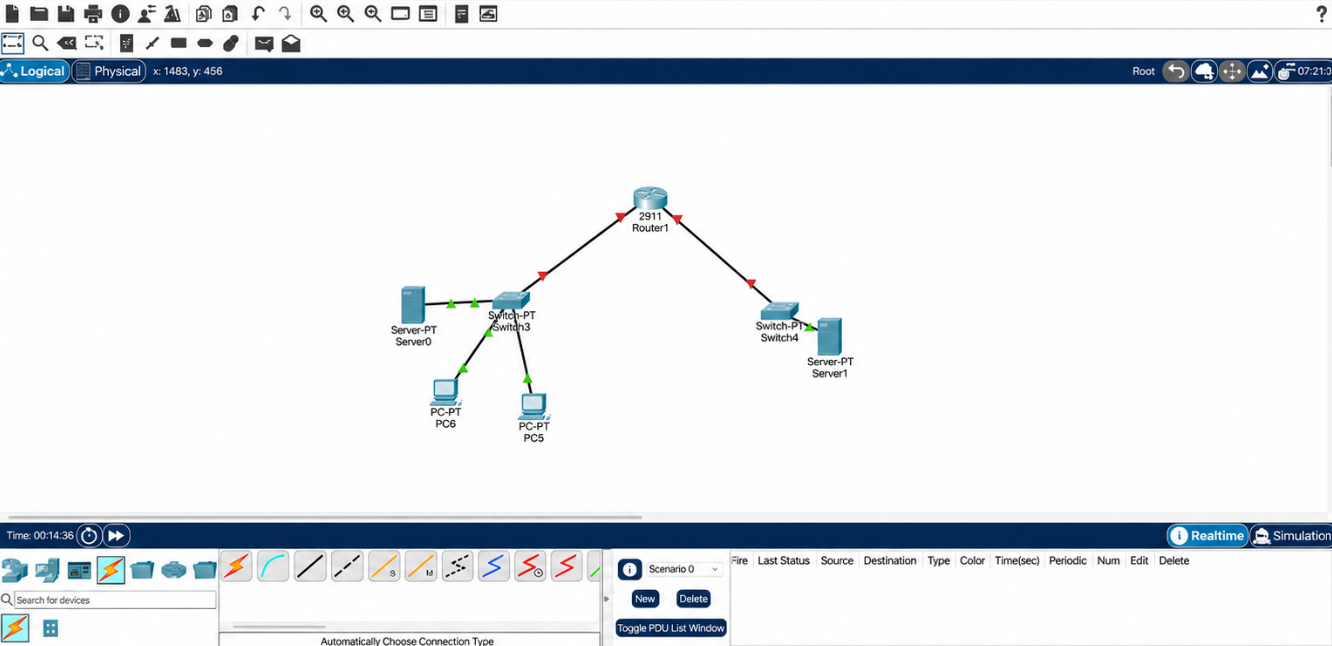 ?
Logical
Physical
x: 1483, y: 456
Root
07:21:0
2911
Router1
Server-PT
Server0
Switch-PT
Switch3
Switch-PT
Switch4
Server-PT
Server1
PC-PT
PC6
PC-PT
PC5
Time: 00:14:36
Realtime
Simulation
Search for devices
Automatically Choose Connection Type
Scenario 0
New
Delete
Toggle PDU List Window
Fire Last Status Source Destination Type Color Time(sec) Periodic Num Edit Delete